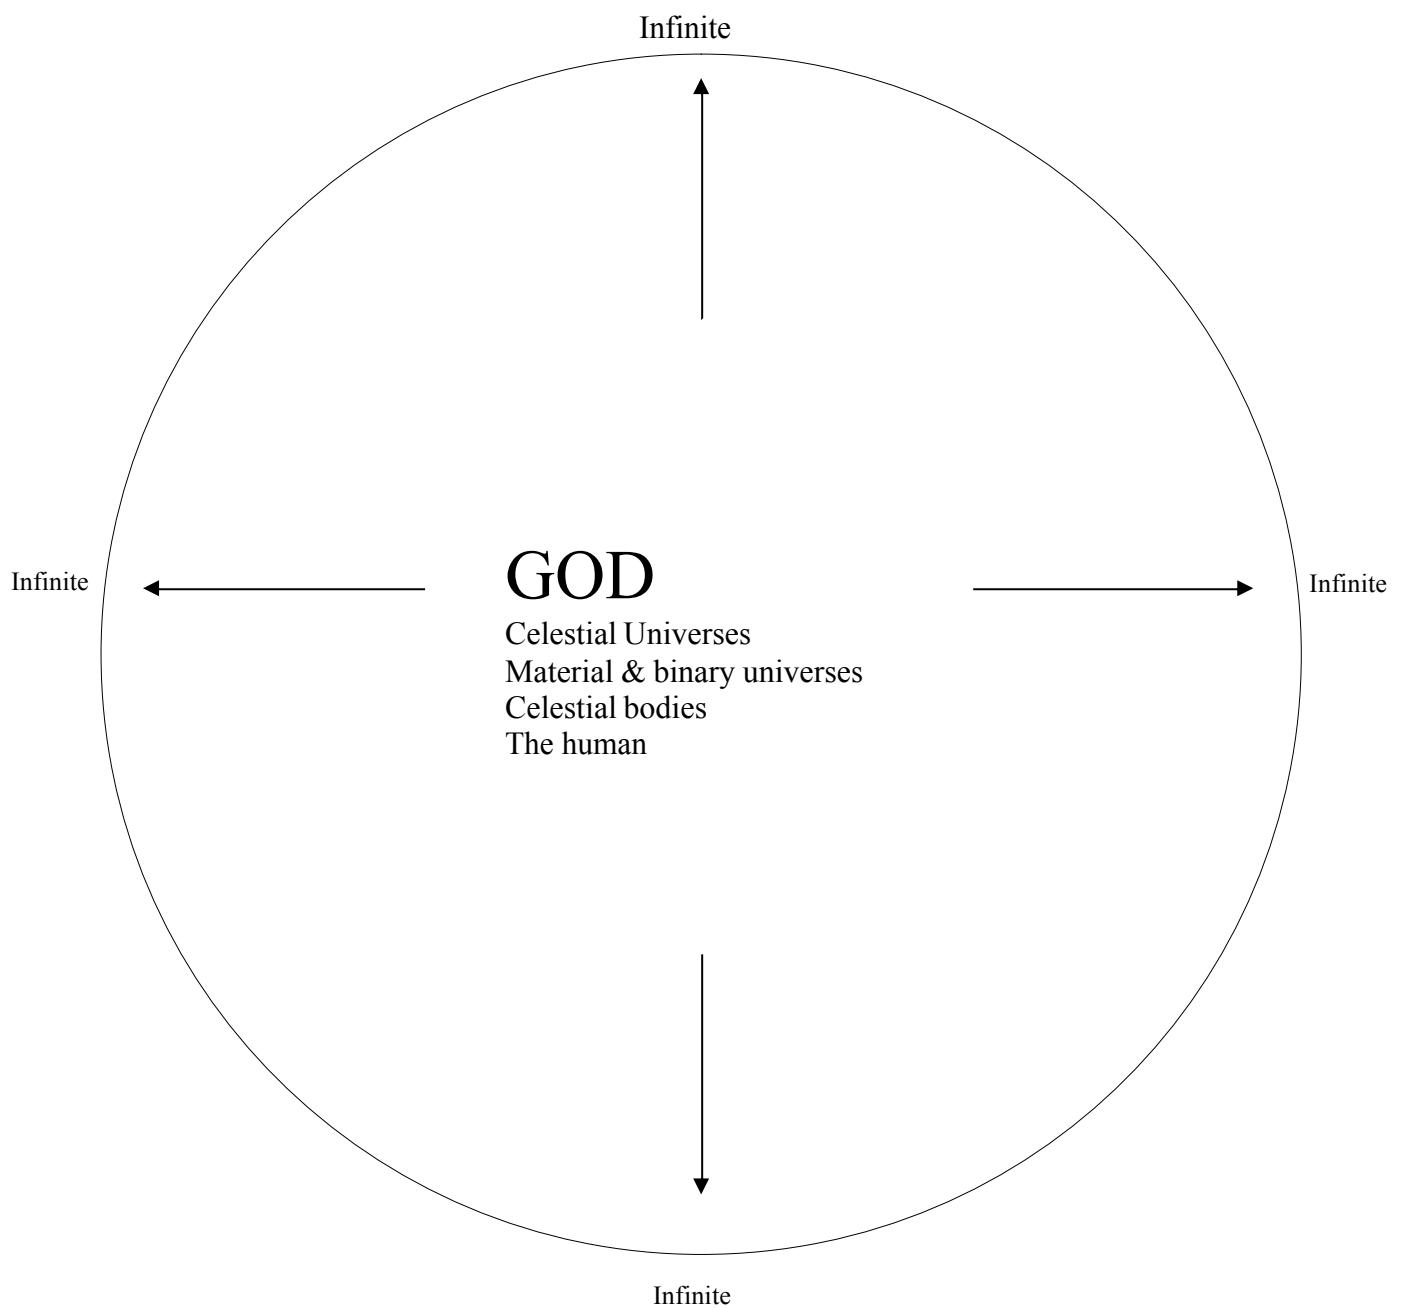 Infinite
GOD
Infinite
Infinite
Celestial Universes
Material & binary universes
Celestial bodies
The human
Infinite